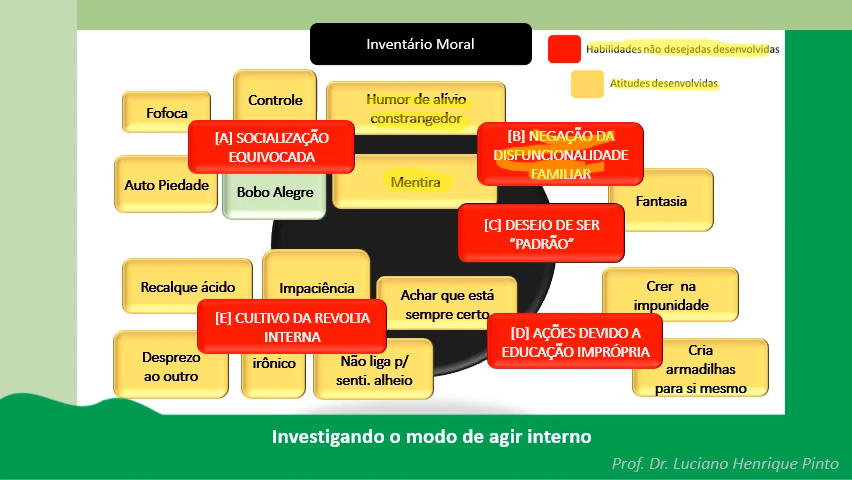 Inventário Moral
Habilidades não desejadas desenvolvidas
Atitudes desenvolvidas
Fofoca
Controle
Humor de alívio
constrangedor
[A] SOCIALIZAÇÃO
EQUIVOCADA
[B] NEGAÇÃO DA
DISFUNCIONALIDADE
FAMILIAR
Auto Piedade
Bobo Alegre
Mentira
Fantasia
[C] DESEJO DE SER
“PADRÃO”
Recalque ácido
Impaciência
Achar que está
sempre certo
Crer na
impunidade
[E] CULTIVO DA REVOLTA
INTERNA
[D] AÇÕES DEVIDO A
EDUCAÇÃO IMPRÓPRIA
Desprezo
ao outro
irônico
Não liga p/
senti. alheio
Cria
armadilhas
para si mesmo
Investigando o modo de agir interno
Prof. Dr. Luciano Henrique Pinto